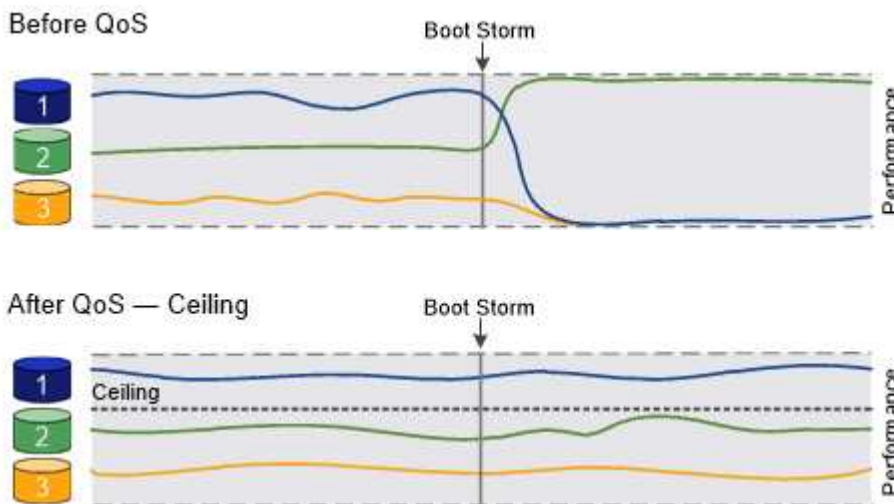 Before QoS
Boot Storm
1
2
3
Performance
After QoS — Ceiling
Boot Storm
1
Ceiling
2
3
Performance